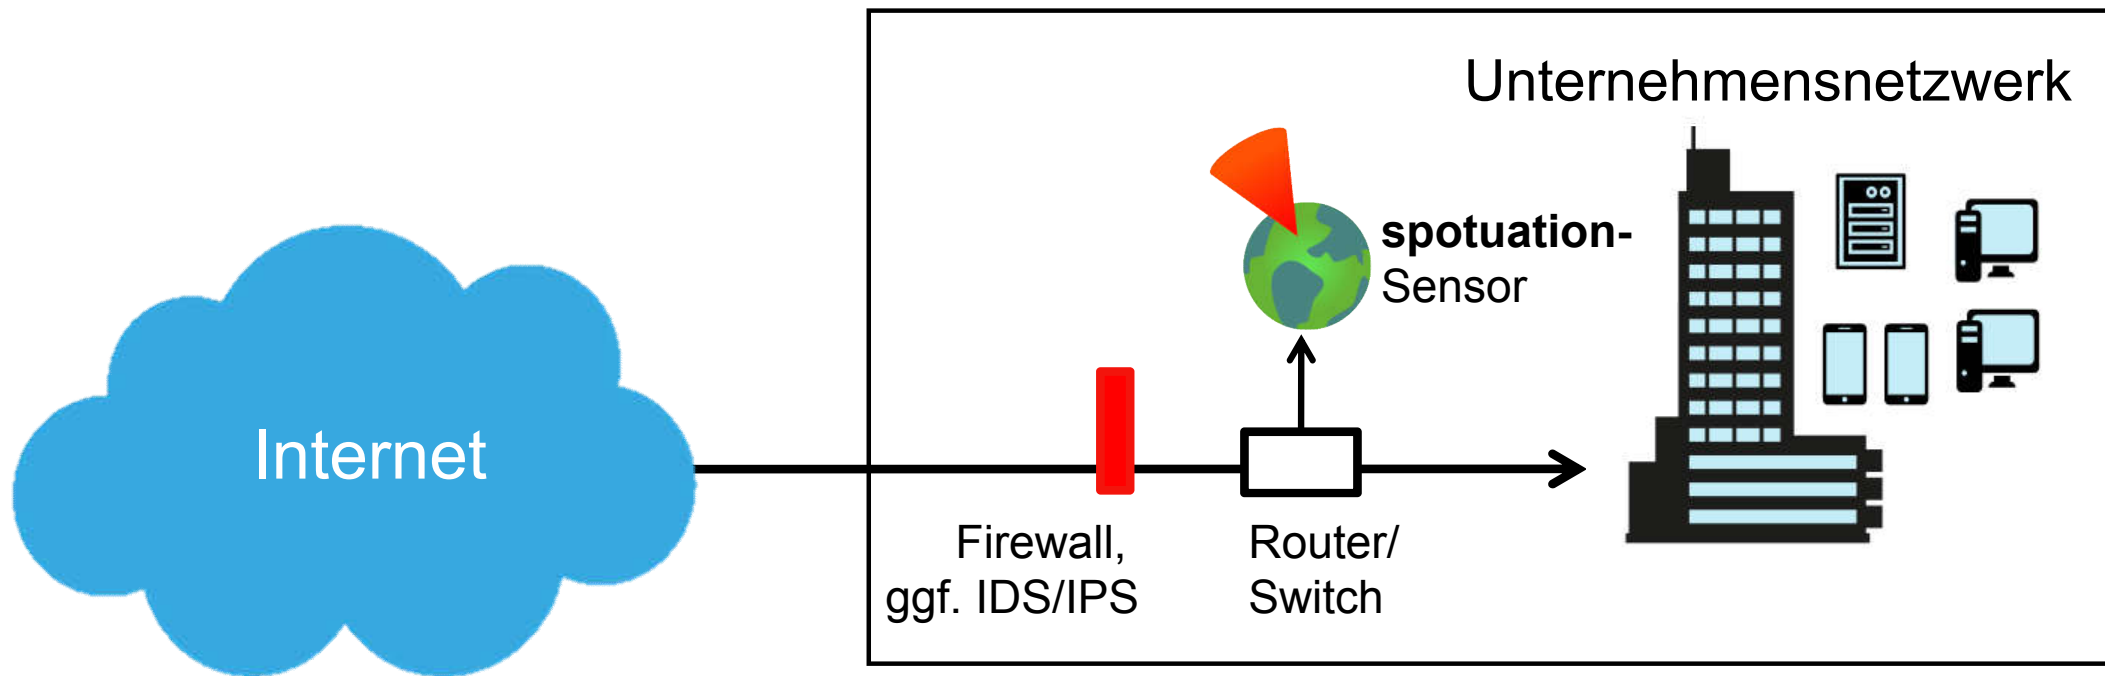 Unternehmensnetzwerk
spotuation-
Sensor
Internet
Firewall,
ggf. IDS/IPS
Router/
Switch